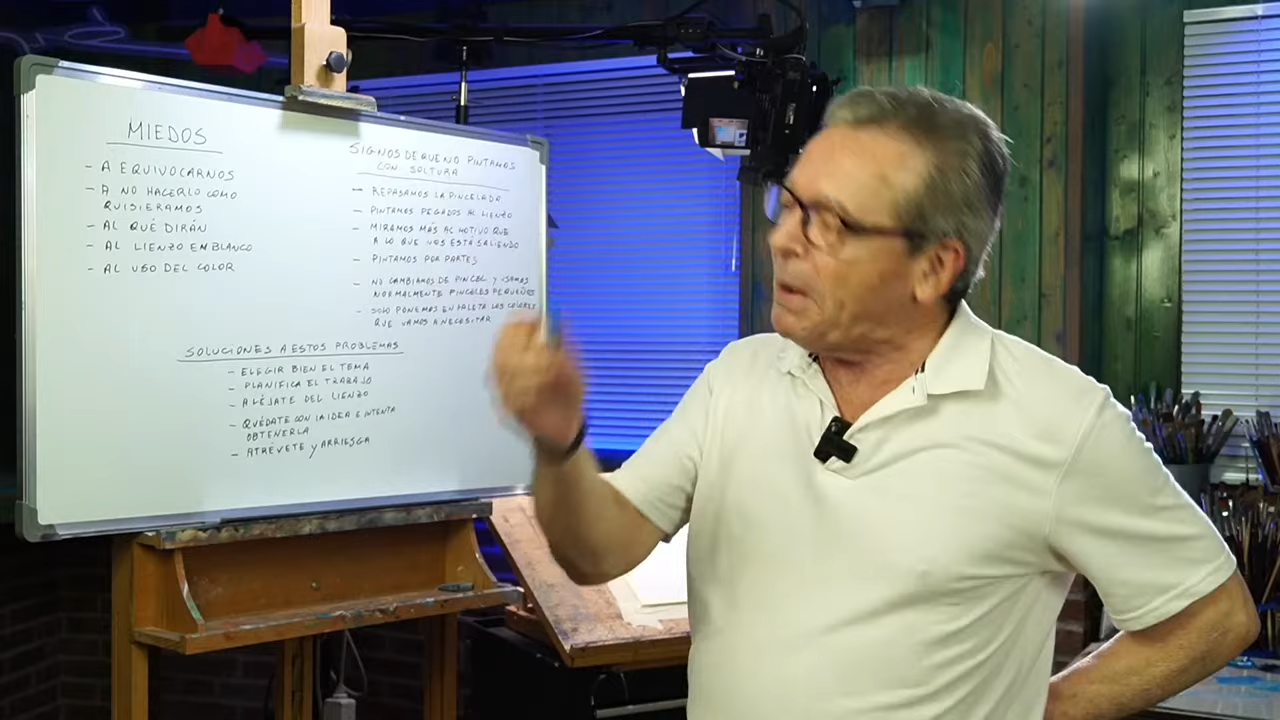 MIEDOS
- A EQUIVOCARNOS
- A NO HACERLO COMO
QUISIERAMOS
- AL QUÉ DIRÁN
- AL LIENZO EN BLANCO
- AL USO DEL COLOR
SIGNOS DE QUE NO PINTAMOS
CON SOLTURA
- REPASAMOS LA PINCELADA
- PINTAMOS PEGADOS AL LIENZO
- MIRAMOS MÁS AL MOTIVO QUE
A LO QUE NOS ESTÁ SALIENDO
- PINTAMOS POR PARTES
- NO CAMBIAMOS DE PINCEL Y USAMOS
NORMALMENTE PINCELES PEQUEÑOS
- SOLO PONEMOS EN PALETA LOS COLORES
QUE VAMOS A NECESITAR
SOLUCIONES A ESTOS PROBLEMAS
- ELEGIR BIEN EL TEMA
- PLANIFICA EL TRABAJO
- ALÉJATE DEL LIENZO
- QUÉDATE CON LA IDEA E INTENTA
OBTENERLA
- ATRÉVETE Y ARRIESGA